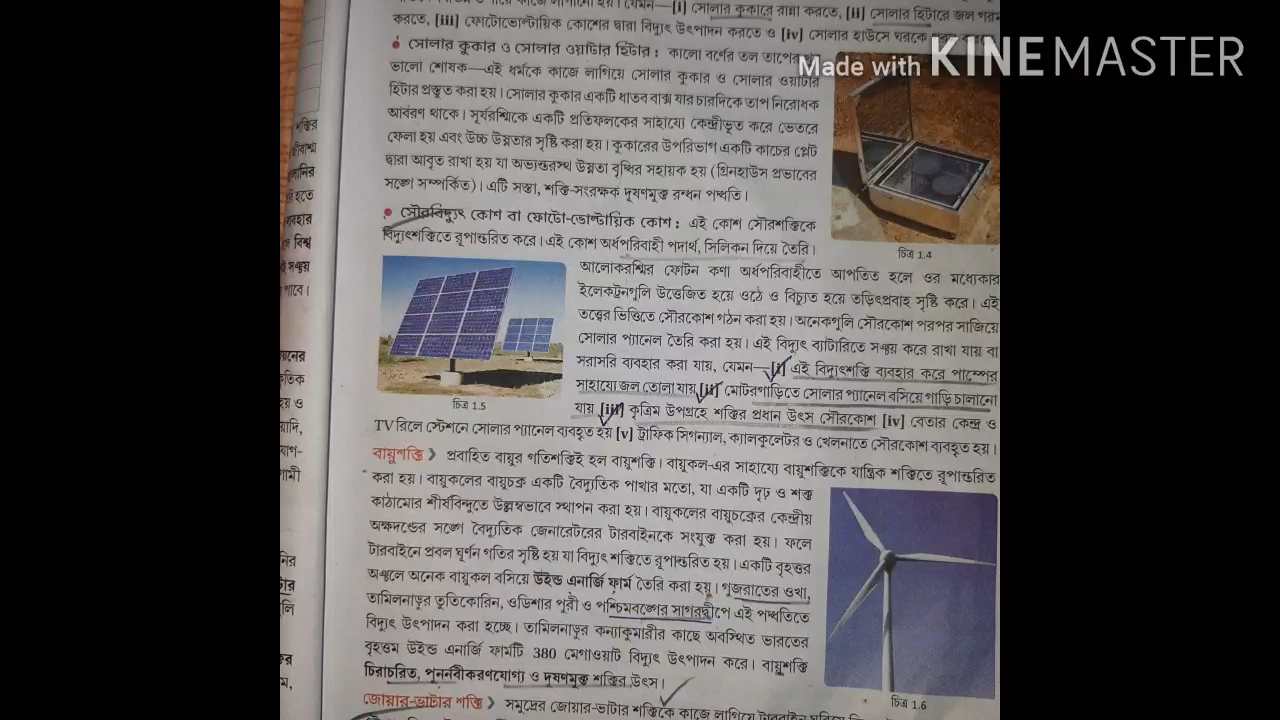 কাজে লাগানো হয়। যেমন—[i] সোলার কুকারে রান্না করতে, [ii] সোলার হিটারে জল গরম
করতে, [iii] ফোটোভোল্টায়িক কোশের দ্বারা বিদ্যুৎ উৎপাদন করতে ও [iv] সোলার হাউসে ঘরকে
Made with KINEMASTER
• সোলার কুকার ও সোলার ওয়াটার হিটার : কালো বর্ণের তল তাপের
ভালো শোষক—এই ধর্মকে কাজে লাগিয়ে সোলার কুকার ও সোলার ওয়াটার
হিটার প্রস্তুত করা হয়। সোলার কুকার একটি ধাতব বাক্স যার চারদিকে তাপ নিরোধক
আবরণ থাকে। সূর্যরশ্মিকে একটি প্রতিফলকের সাহায্যে কেন্দ্রীভূত করে ভেতরে
ফেলা হয় এবং উচ্চ উষ্ণতার সৃষ্টি করা হয়। কুকারের উপরিভাগ একটি কাচের প্লেট
দ্বারা আবৃত রাখা হয় যা অভ্যন্তরস্থ উষ্ণতা বৃদ্ধির সহায়ক হয় (গ্রিনহাউস প্রভাবের
সঙ্গে সম্পর্কিত)। এটি সস্তা, শক্তি-সংরক্ষক দূষণমুক্ত রন্ধন পদ্ধতি।
চিত্র 1.4
• সৌরবিদ্যুৎ কোশ বা ফোটো-ভোল্টায়িক কোশ : এই কোশ সৌরশক্তিকে
বিদ্যুৎশক্তিতে রূপান্তরিত করে। এই কোশ অর্ধপরিবাহী পদার্থ, সিলিকন দিয়ে তৈরি।
আলোকরশ্মির ফোটন কণা অর্ধপরিবাহীতে আপতিত হলে ওর মধ্যেকার
ইলেকট্রনগুলি উত্তেজিত হয়ে ওঠে ও বিচ্যুত হয়ে তড়িৎপ্রবাহ সৃষ্টি করে। এই
তত্ত্বের ভিত্তিতে সৌরকোশ গঠন করা হয়। অনেকগুলি সৌরকোশ পরপর সাজিয়ে
সোলার প্যানেল তৈরি করা হয়। এই বিদ্যুৎ ব্যাটারিতে সঞ্চয় করে রাখা যায় বা
সরাসরি ব্যবহার করা যায়, যেমন—[i] এই বিদ্যুৎশক্তি ব্যবহার করে পাম্পের
সাহায্যে জল তোলা যায় [ii] মোটরগাড়িতে সোলার প্যানেল বসিয়ে গাড়ি চালানো
যায় [iii] কৃত্রিম উপগ্রহে শক্তির প্রধান উৎস সৌরকোশ [iv] বেতার কেন্দ্র ও
চিত্র 1.5
TV রিলে স্টেশনে সোলার প্যানেল ব্যবহৃত হয় [v] ট্রাফিক সিগন্যাল, ক্যালকুলেটর ও খেলনাতে সৌরকোশ ব্যবহৃত হয়।
বায়ুশক্তি》 প্রবাহিত বায়ুর গতিশক্তিই হল বায়ুশক্তি। বায়ুকল-এর সাহায্যে বায়ুশক্তিকে যান্ত্রিক শক্তিতে রূপান্তরিত
করা হয়। বায়ুকলের বায়ুচক্র একটি বৈদ্যুতিক পাখার মতো, যা একটি দৃঢ় ও শক্ত
কাঠামোর শীর্ষবিন্দুতে উল্লম্বভাবে স্থাপন করা হয়। বায়ুকলের বায়ুচক্রের কেন্দ্রীয়
অক্ষদণ্ডের সঙ্গে বৈদ্যুতিক জেনারেটরের টারবাইনকে সংযুক্ত করা হয়। ফলে
টারবাইনে প্রবল ঘূর্ণন গতির সৃষ্টি হয় যা বিদ্যুৎ শক্তিতে রূপান্তরিত হয়। একটি বৃহত্তর
অঞ্চলে অনেক বায়ুকল বসিয়ে উইন্ড এনার্জি ফার্ম তৈরি করা হয়। গুজরাতের ওখা,
তামিলনাড়ুর তুতিকোরিন, ওডিশার পুরী ও পশ্চিমবঙ্গের সাগরদ্বীপে এই পদ্ধতিতে
বিদ্যুৎ উৎপাদন করা হচ্ছে। তামিলনাড়ুর কন্যাকুমারীর কাছে অবস্থিত ভারতের
বৃহত্তম উইন্ড এনার্জি ফার্মটি 380 মেগাওয়াট বিদ্যুৎ উৎপাদন করে। বায়ুশক্তি
চিরাচরিত, পুনর্নবীকরণযোগ্য ও দূষণমুক্ত শক্তির উৎস।
চিত্র 1.6
জোয়ার-ভাটার শক্তি》 সমুদ্রের জোয়ার-ভাটার শক্তিকে কাজে লাগিয়ে টারবাইন